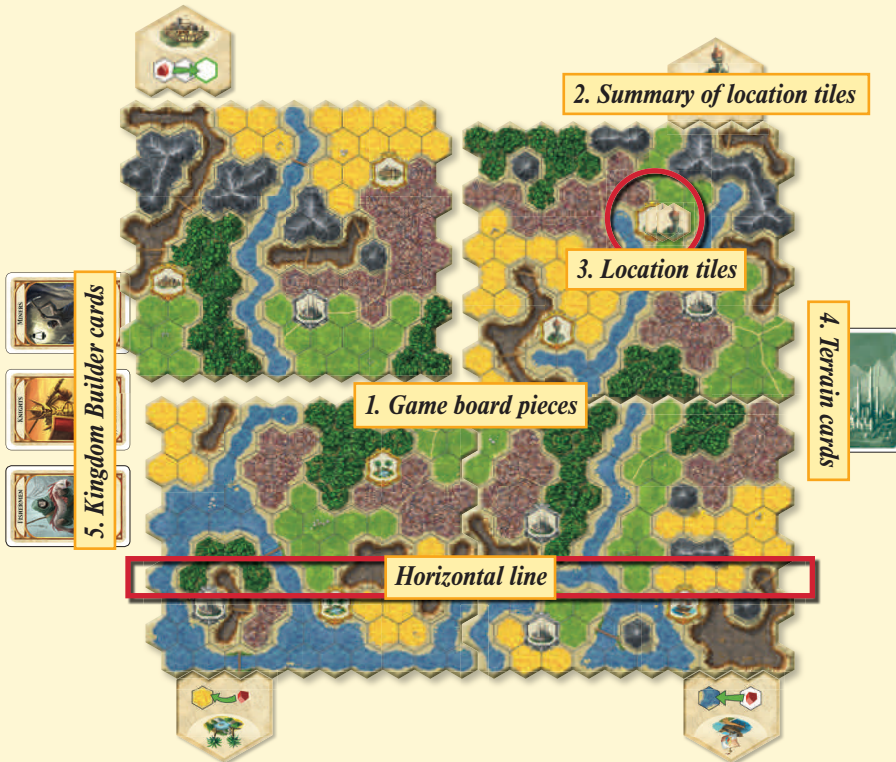 2. Summary of location tiles
3. Location tiles
MINERS
KNIGHTS
FISHERMEN
5. Kingdom Builder cards
1. Game board pieces
4. Terrain cards
Horizontal line